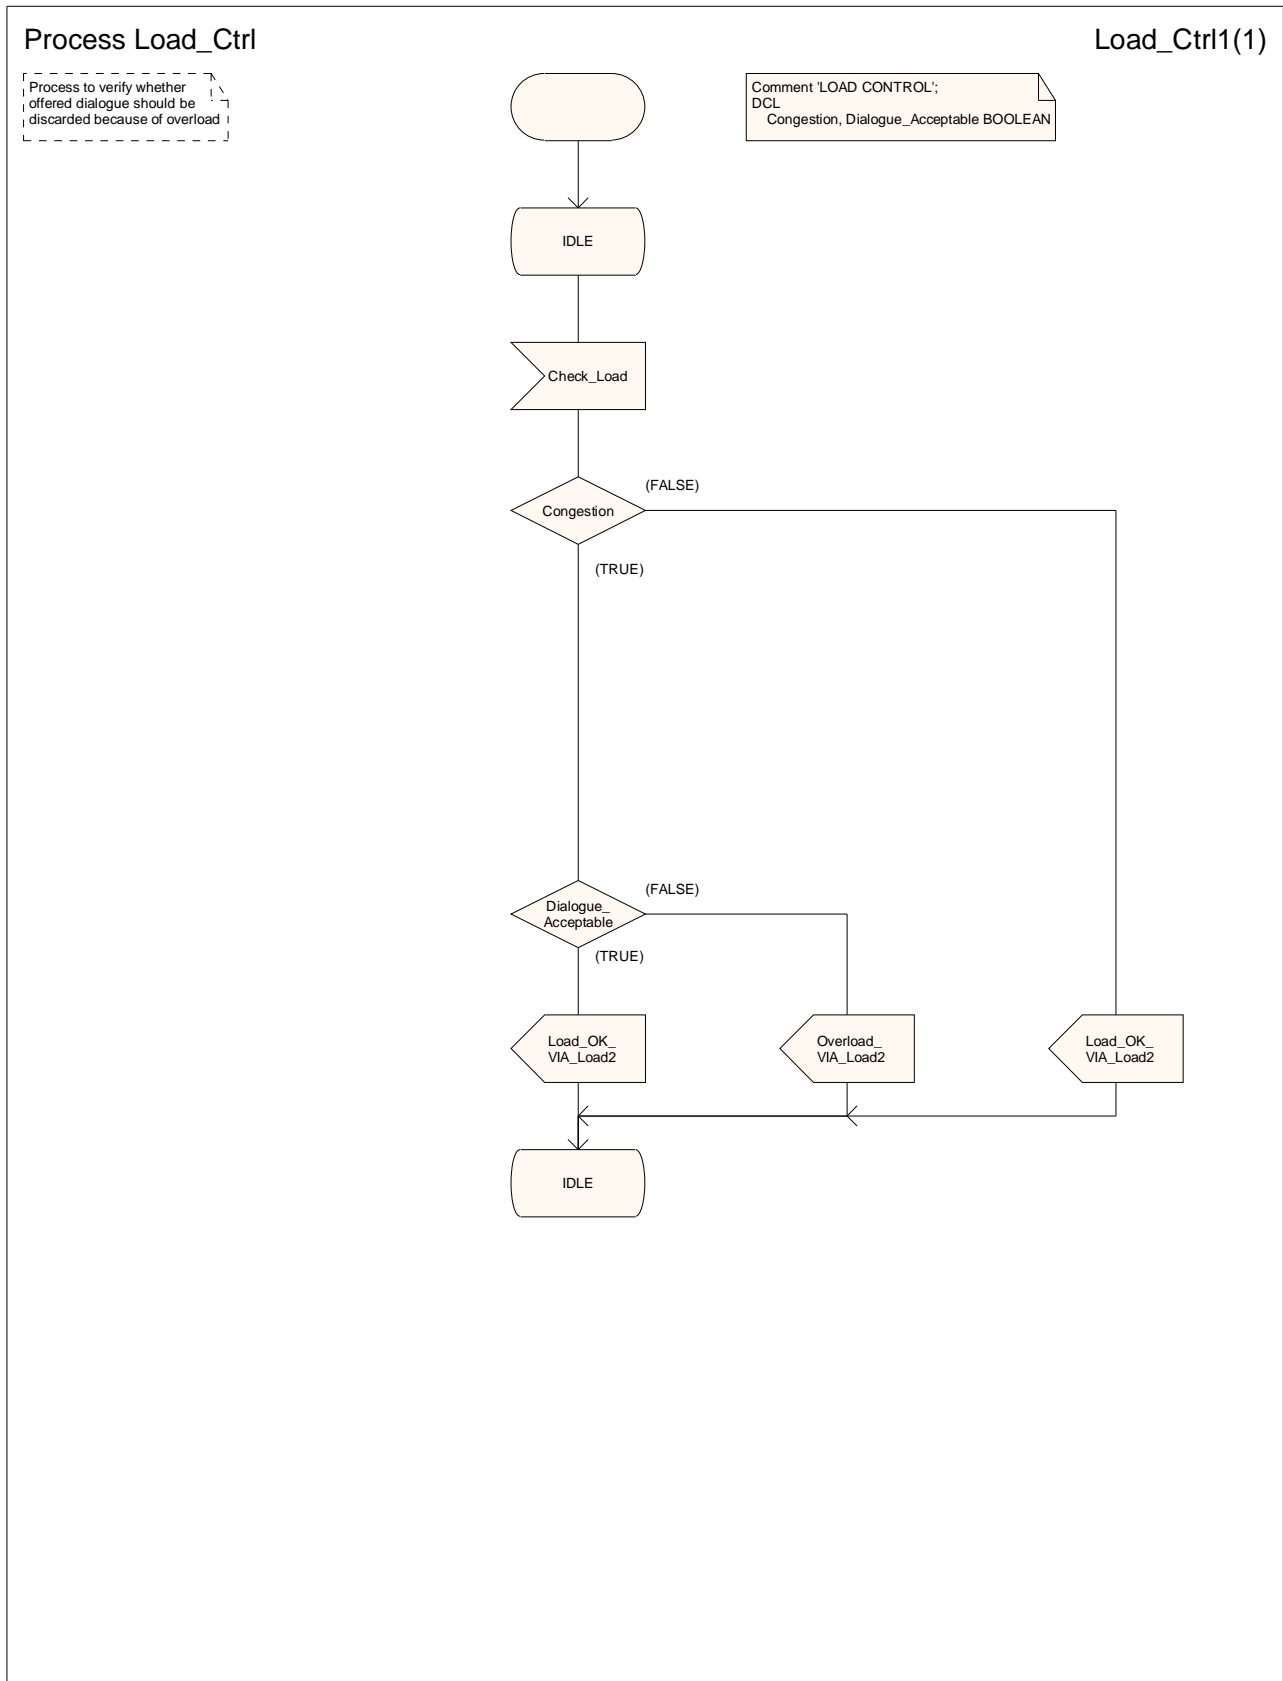 Process Load_Ctrl
Load_Ctrl1(1)
Process to verify whether
offered dialogue should be
discarded because of overload
Comment 'LOAD CONTROL';
DCL
Congestion, Dialogue_Acceptable BOOLEAN
IDLE
Check_Load
Congestion
(FALSE)
(TRUE)
Dialogue_
Acceptable
(FALSE)
(TRUE)
Load_OK_
VIA_Load2
Overload_
VIA_Load2
Load_OK_
VIA_Load2
IDLE